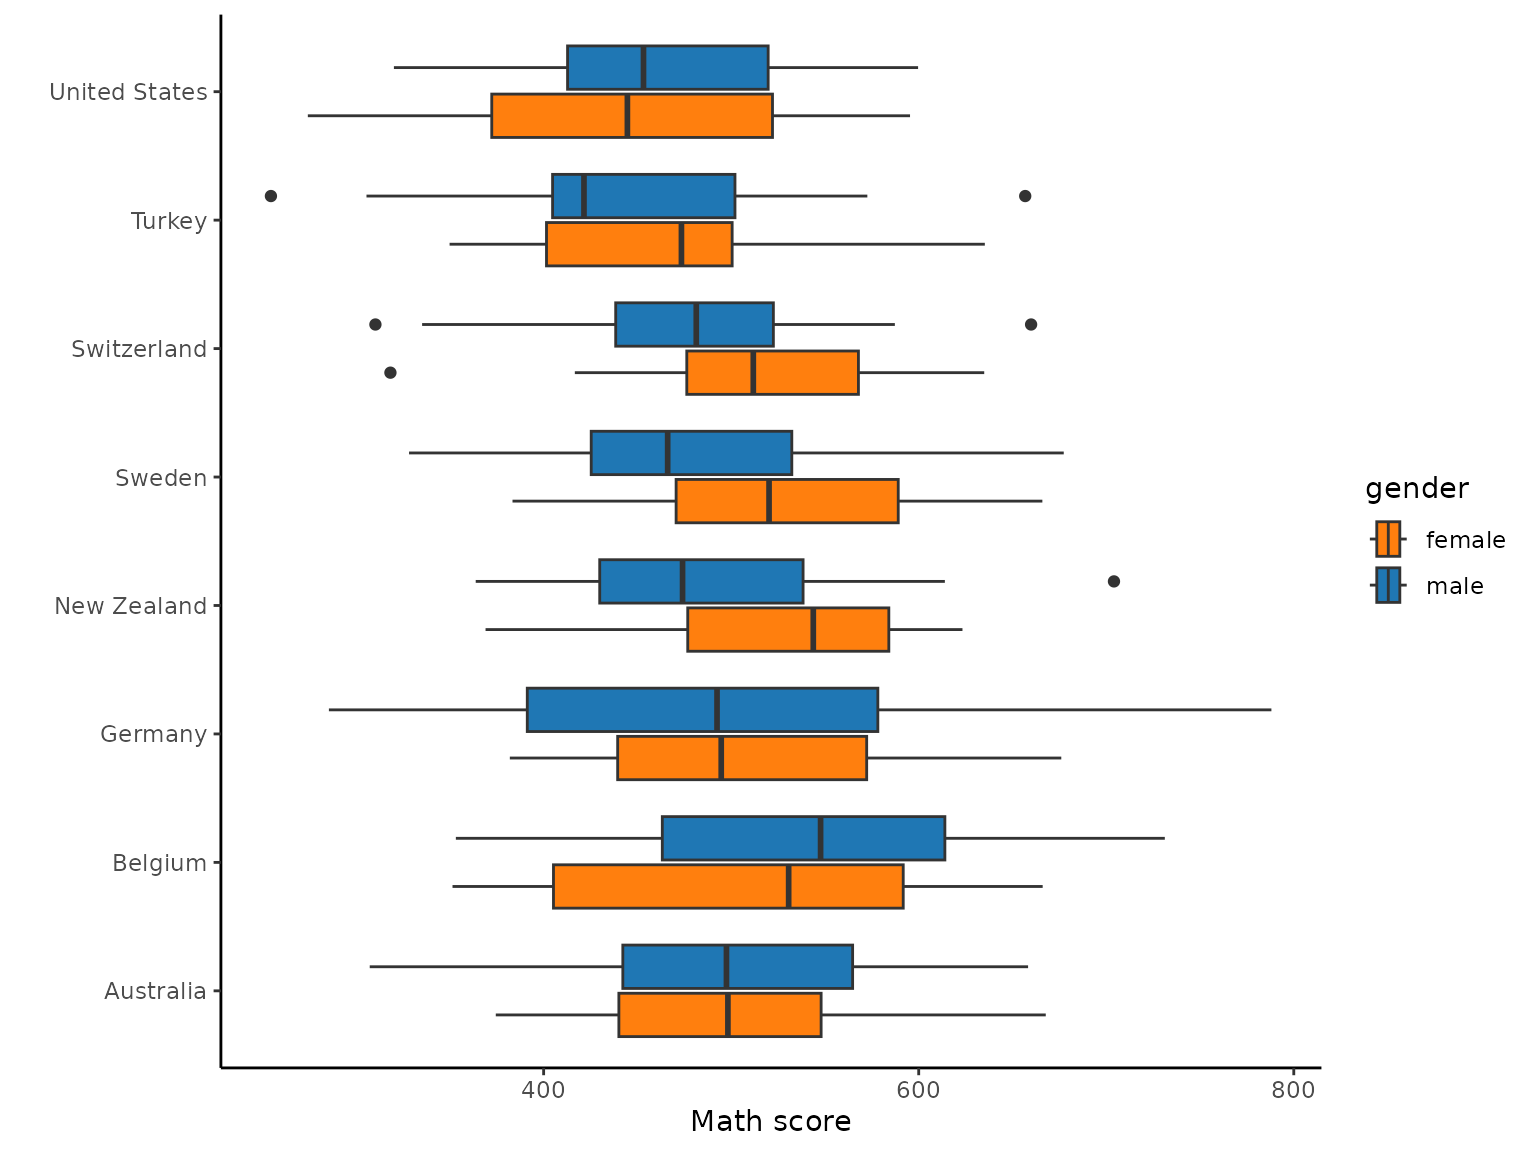 United States
Turkey
Switzerland
Sweden
New Zealand
Germany
Belgium
Australia
400
600
800
Math score
gender
female
male